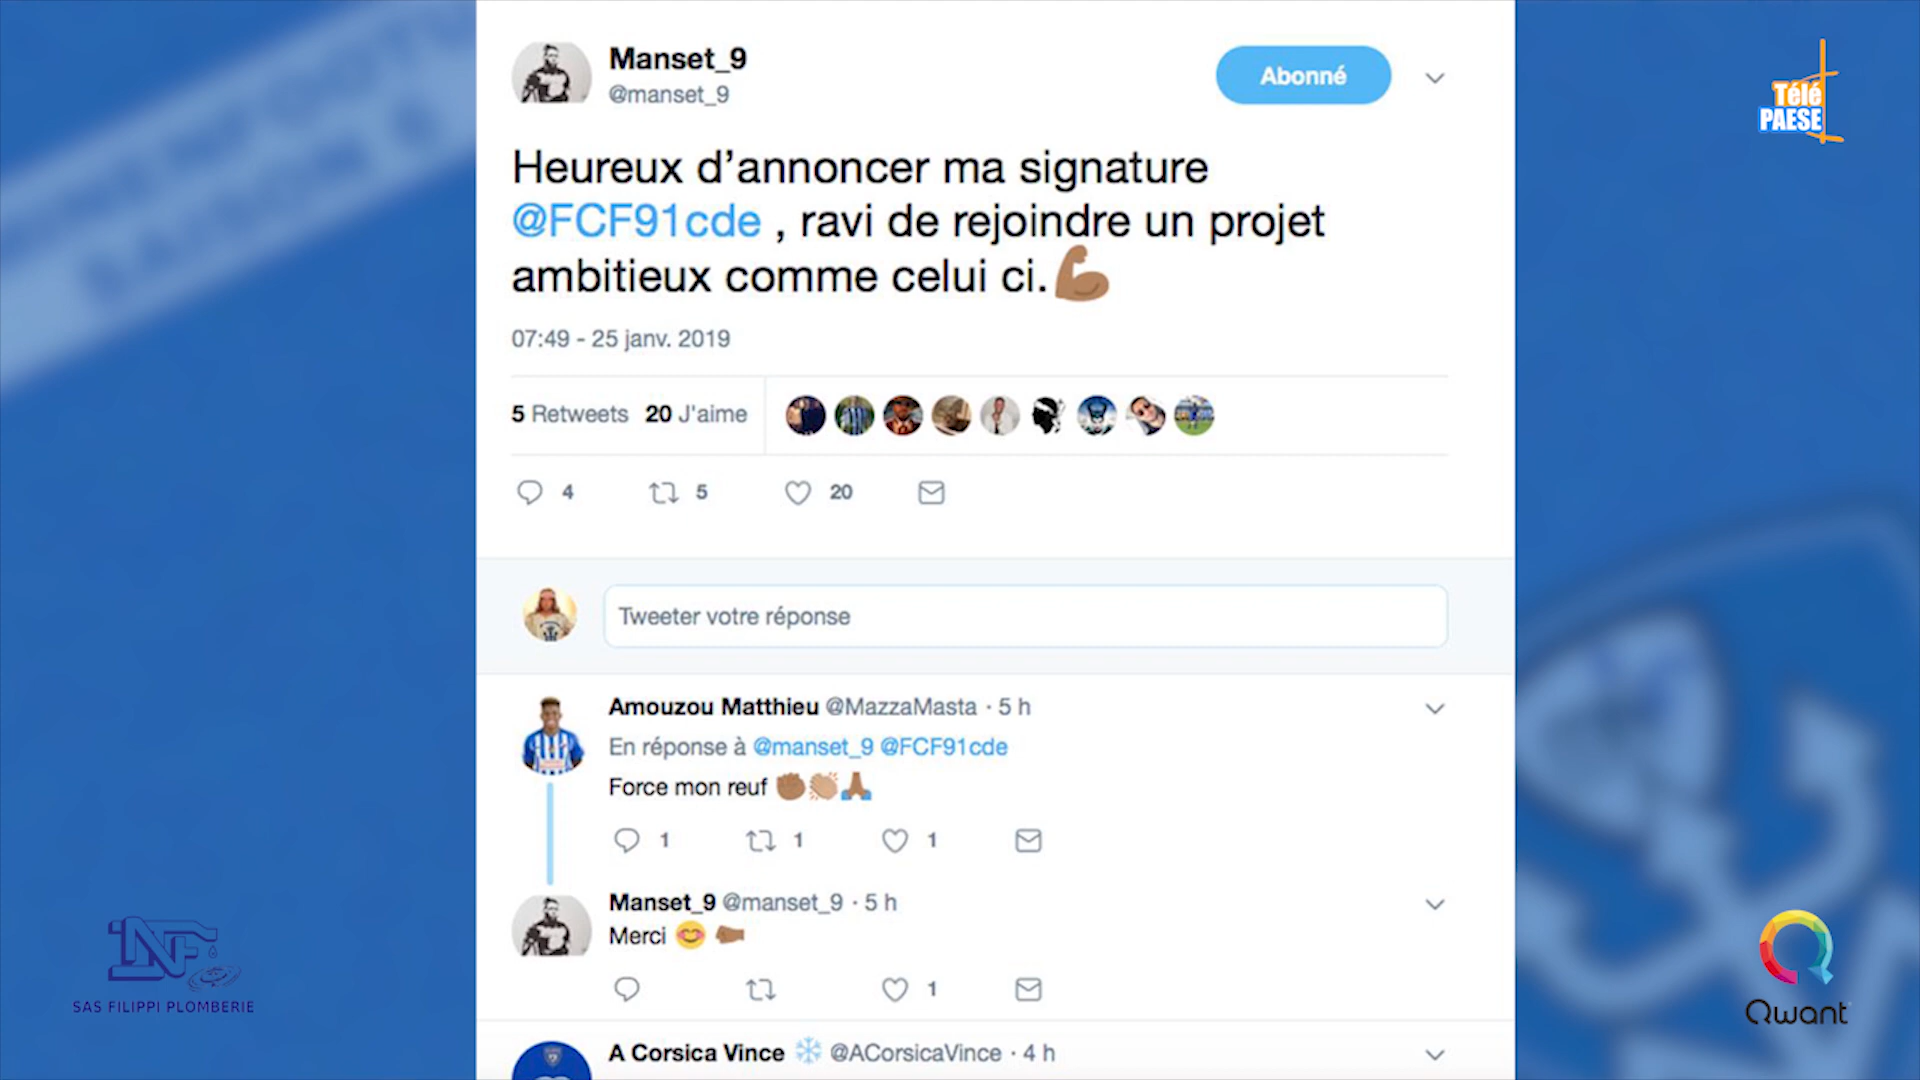 Manset_9
@manset_9
Abonné
Télé
PAESE
Heureux d’annoncer ma signature
@FCF91cde , ravi de rejoindre un projet
ambitieux comme celui ci.💪🏾
07:49 - 25 janv. 2019
5 Retweets 20 J'aime
4 5 20
Tweeter votre réponse
Amouzou Matthieu @MazzaMasta · 5 h
En réponse à @manset_9 @FCF91cde
Force mon reuf ✊🏾👏🏼🙏🏾
1 1 1
Manset_9 @manset_9 · 5 h
Merci 😊 🤜🏾
1
A Corsica Vince ❄️ @ACorsicaVince · 4 h
SAS FILIPPI PLOMBERIE
Qwant